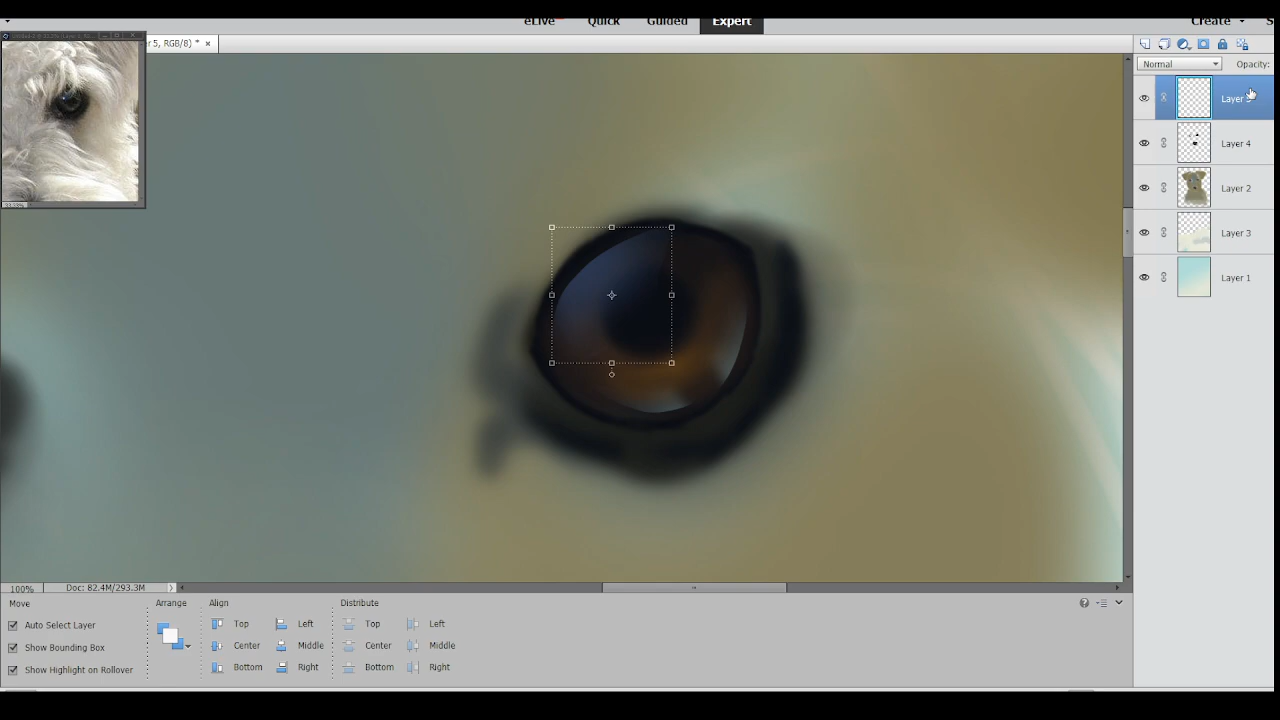 eLive Quick Guided Expert Create
5, RGB/8) * ×
Normal Opacity:
Layer 5
Layer 4
Layer 2
Layer 3
Layer 1
100% Doc: 82.4M/293.3M
Move Arrange Align Distribute
Auto Select Layer Top Left Top Left
Show Bounding Box Center Middle Center Middle
Show Highlight on Rollover Bottom Right Bottom Right